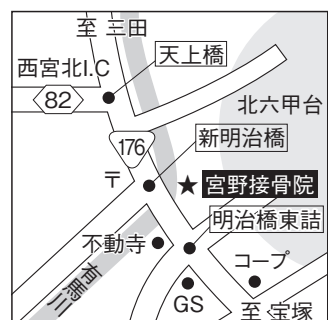 至 三田
天上橋
西宮北I.C
82
北六甲台
176
新明治橋
〒
★ 宮野接骨院
明治橋東詰
不動寺
コープ
有馬川
GS
至 宝塚